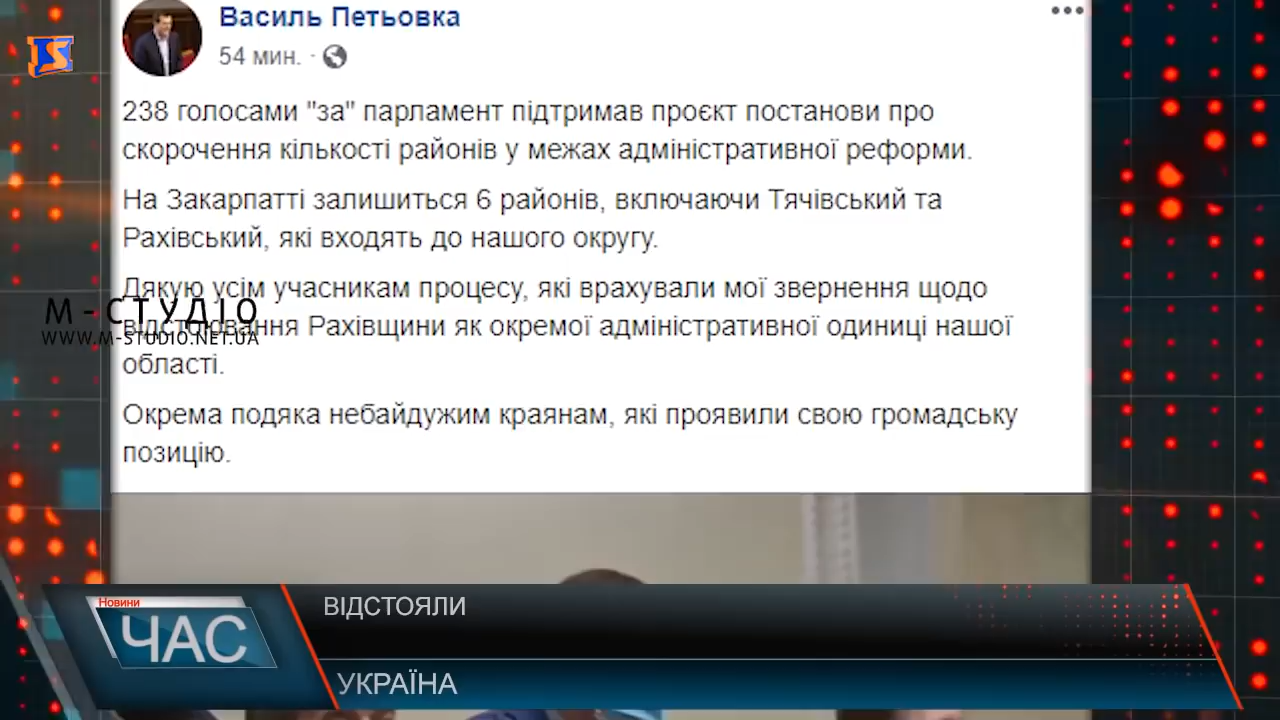 Василь Петьовка
54 мин.
238 голосами "за" парламент підтримав проєкт постанови про
скорочення кількості районів у межах адміністративної реформи.
На Закарпатті залишиться 6 районів, включаючи Тячівський та
Рахівський, які входять до нашого округу.
Дякую усім учасникам процесу, які врахували мої звернення щодо
відстоювання Рахівщини як окремої адміністративної одиниці нашої
області.
Окрема подяка небайдужим краянам, які проявили свою громадську
позицію.
М-СТУДІО
WWW.M-STUDIO.NET.UA
Новини
ЧАС
ВІДСТОЯЛИ
УКРАЇНА